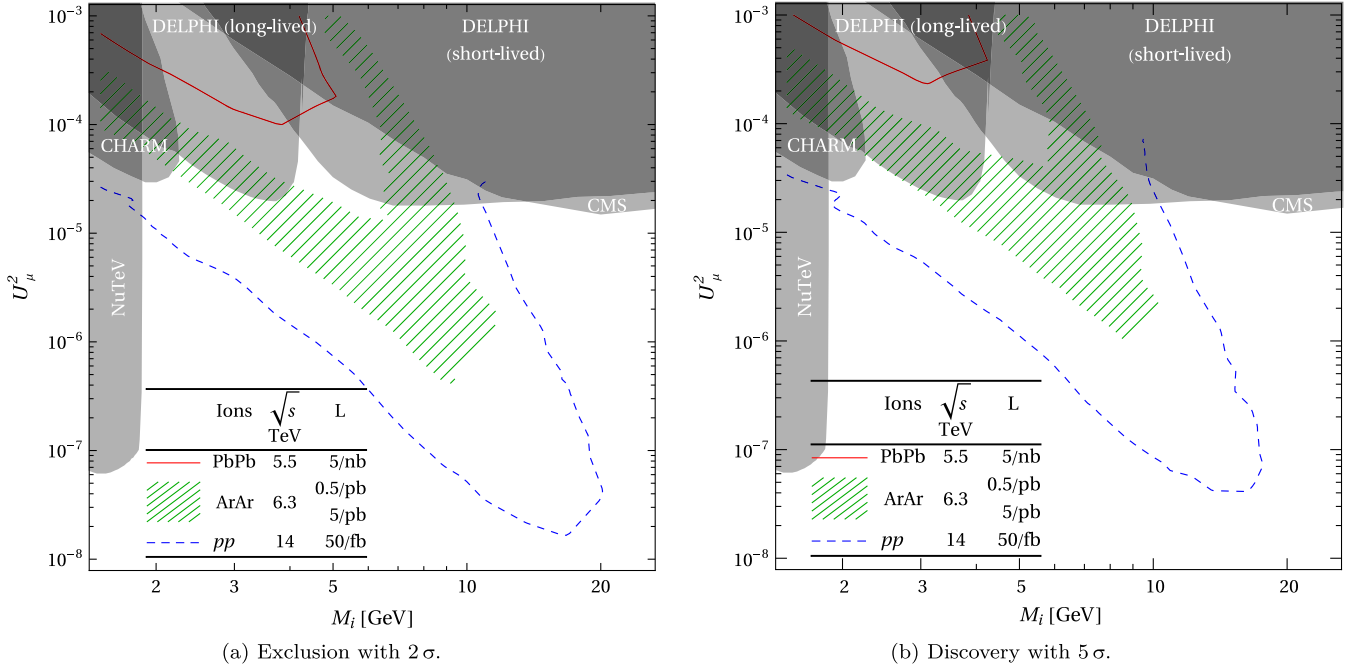 10⁻³
10⁻⁴
10⁻⁵
10⁻⁶
10⁻⁷
10⁻⁸
U²μ
DELPHI (long-lived)
DELPHI
(short-lived)
CHARM
CMS
NuTeV
Ions √s L
TeV
PbPb 5.5 5/nb
0.5/pb
ArAr 6.3
5/pb
pp 14 50/fb
2 3 5 10 20
Mᵢ [GeV]
(a) Exclusion with 2 σ.
10⁻³
10⁻⁴
10⁻⁵
10⁻⁶
10⁻⁷
10⁻⁸
U²μ
DELPHI (long-lived)
DELPHI
(short-lived)
CHARM
CMS
NuTeV
Ions √s L
TeV
PbPb 5.5 5/nb
0.5/pb
ArAr 6.3
5/pb
pp 14 50/fb
2 3 5 10 20
Mᵢ [GeV]
(b) Discovery with 5 σ.